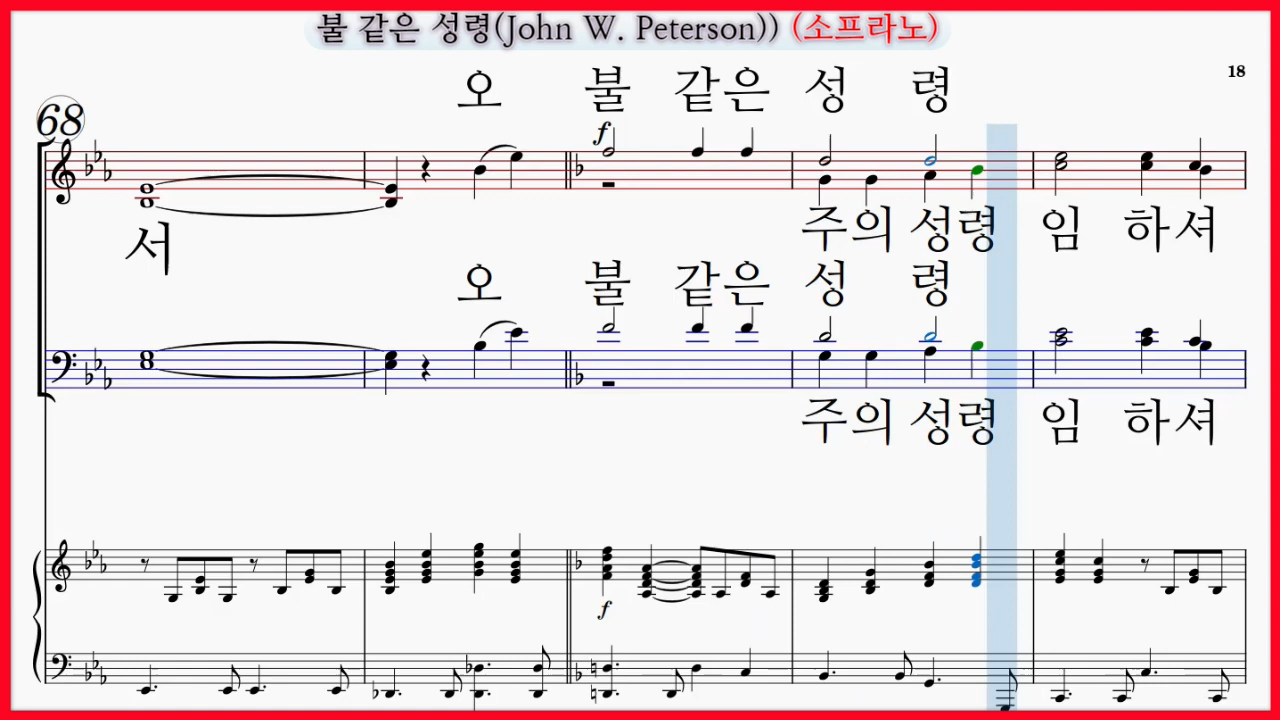 불 같은 성령(John W. Peterson)) (소프라노)
18
오 불 같은 성 령
68
f
서 주의 성령 임 하셔
오 불 같은 성 령
주의 성령 임 하셔
f